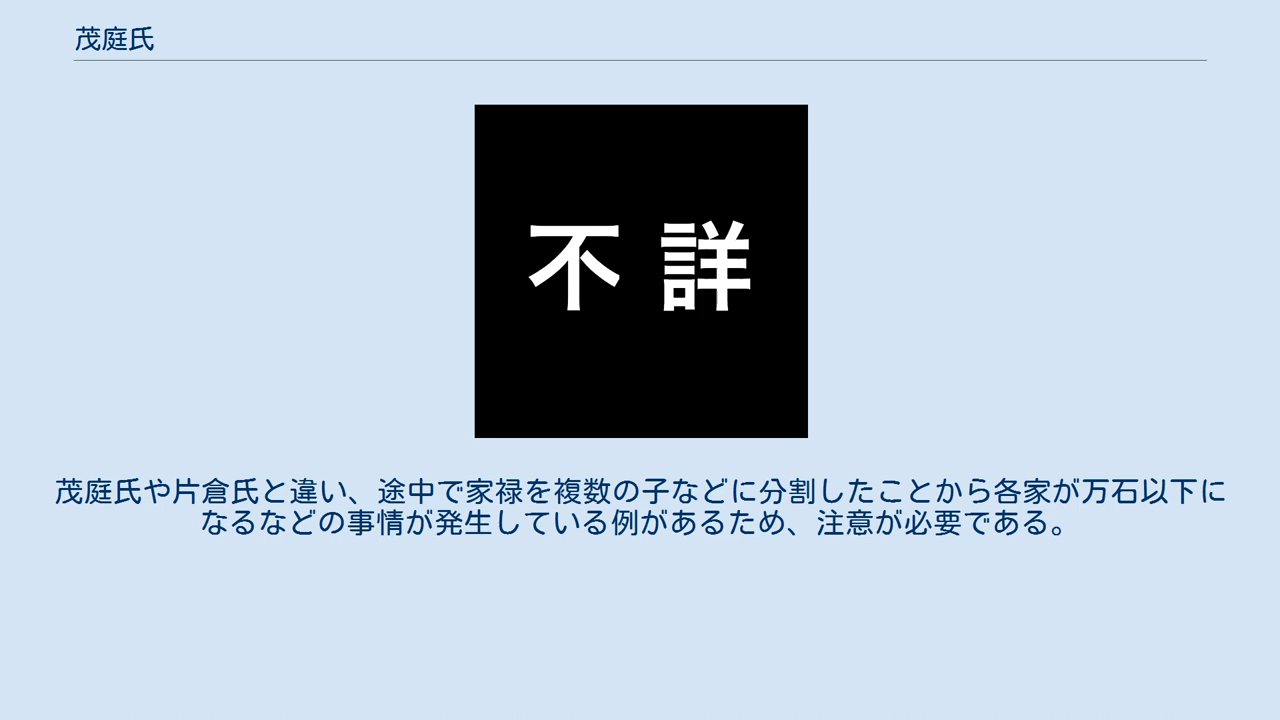 茂庭氏
不詳
茂庭氏や片倉氏と違い、途中で家禄を複数の子などに分割したことから各家が万石以下に
なるなどの事情が発生している例があるため、注意が必要である。